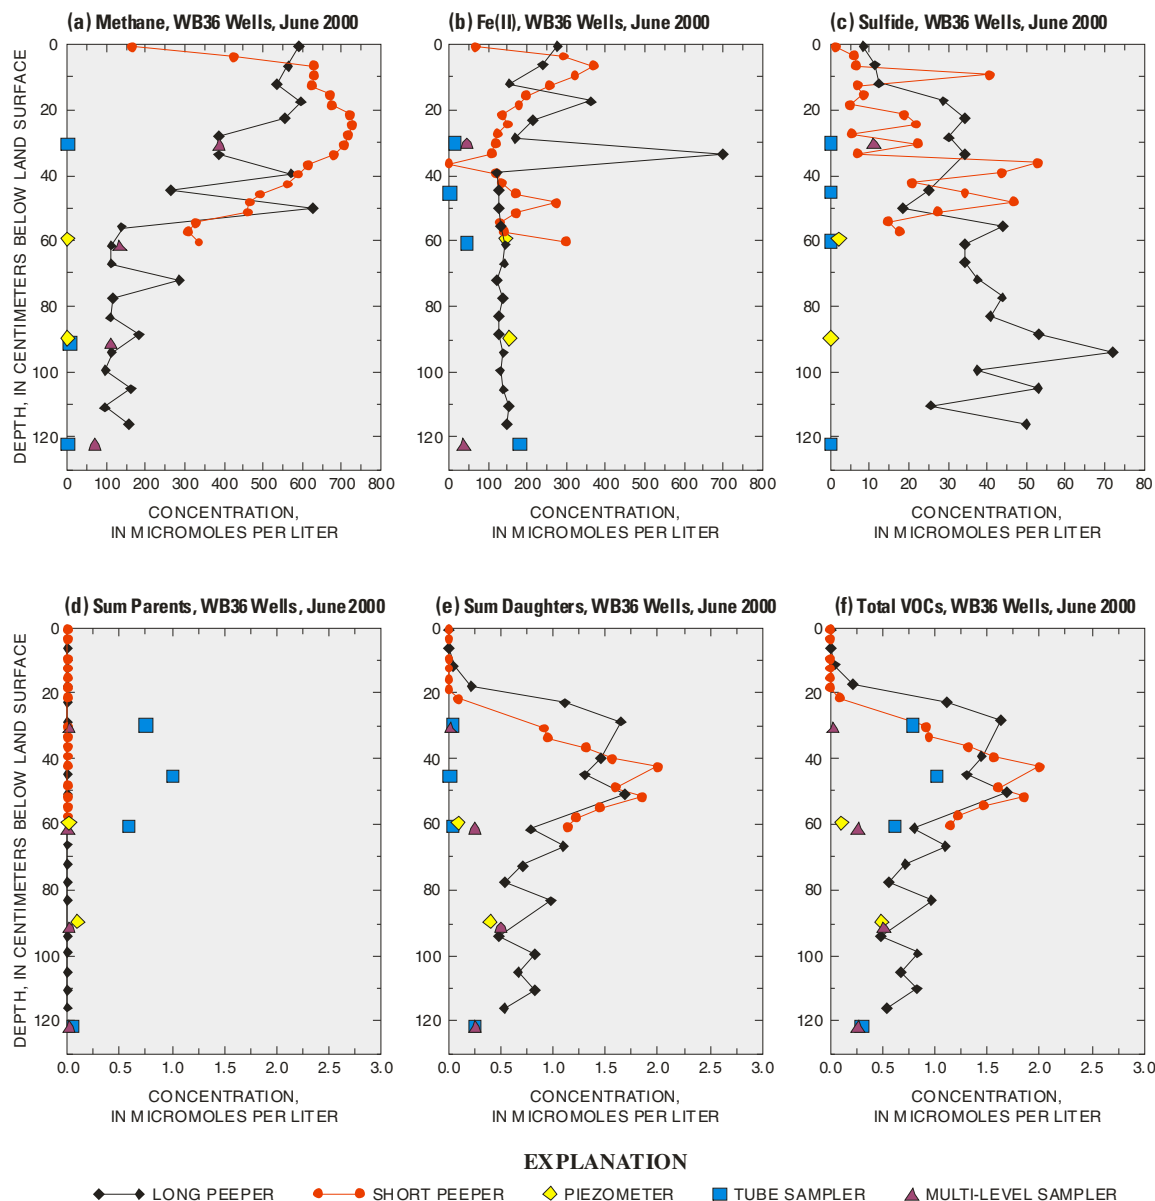 (a) Methane, WB36 Wells, June 2000
(b) Fe(II), WB36 Wells, June 2000
(c) Sulfide, WB36 Wells, June 2000
DEPTH, IN CENTIMETERS BELOW LAND SURFACE
0
20
40
60
80
100
120
0
20
40
60
80
100
120
0
20
40
60
80
100
120
0 100 200 300 400 500 600 700 800
0 100 200 300 400 500 600 700 800
0 10 20 30 40 50 60 70 80
CONCENTRATION,
IN MICROMOLES PER LITER
CONCENTRATION,
IN MICROMOLES PER LITER
CONCENTRATION,
IN MICROMOLES PER LITER
(d) Sum Parents, WB36 Wells, June 2000
(e) Sum Daughters, WB36 Wells, June 2000
(f) Total VOCs, WB36 Wells, June 2000
DEPTH, IN CENTIMETERS BELOW LAND SURFACE
0
20
40
60
80
100
120
0
20
40
60
80
100
120
0
20
40
60
80
100
120
0.0 0.5 1.0 1.5 2.0 2.5 3.0
0.0 0.5 1.0 1.5 2.0 2.5 3.0
0.0 0.5 1.0 1.5 2.0 2.5 3.0
CONCENTRATION,
IN MICROMOLES PER LITER
CONCENTRATION,
IN MICROMOLES PER LITER
CONCENTRATION,
IN MICROMOLES PER LITER
EXPLANATION
LONG PEEPER SHORT PEEPER PIEZOMETER TUBE SAMPLER MULTI-LEVEL SAMPLER